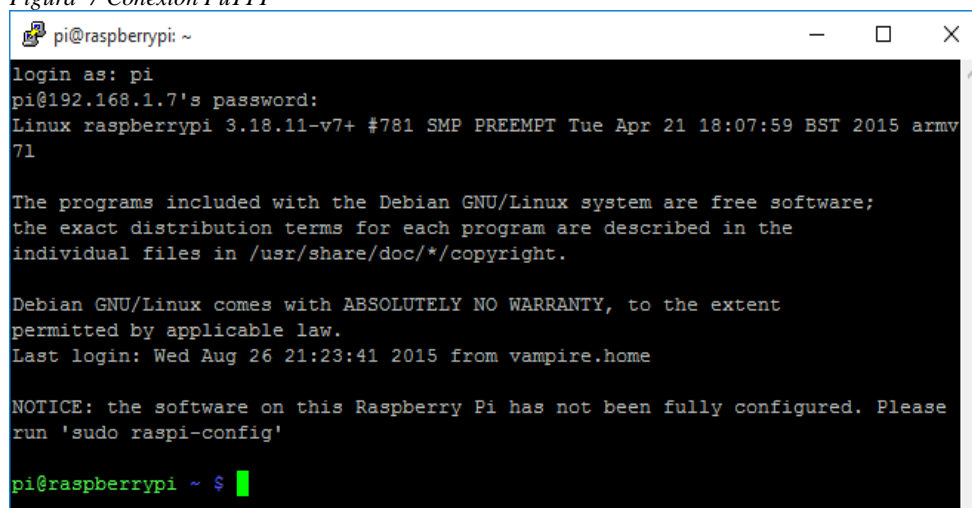 Figura 7 Conexión PuTTY
pi@raspberrypi: ~
login as: pi
pi@192.168.1.7's password:
Linux raspberrypi 3.18.11-v7+ #781 SMP PREEMPT Tue Apr 21 18:07:59 BST 2015 armv
7l
The programs included with the Debian GNU/Linux system are free software;
the exact distribution terms for each program are described in the
individual files in /usr/share/doc/*/copyright.
Debian GNU/Linux comes with ABSOLUTELY NO WARRANTY, to the extent
permitted by applicable law.
Last login: Wed Aug 26 21:23:41 2015 from vampire.home
NOTICE: the software on this Raspberry Pi has not been fully configured. Please
run 'sudo raspi-config'
pi@raspberrypi ~ $